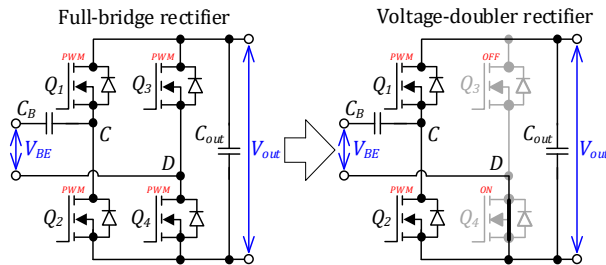 Full-bridge rectifier
PWM
PWM
Q1
Q3
CB
C
VBE
Cout
Vout
D
PWM
PWM
Q2
Q4
Voltage-doubler rectifier
PWM
OFF
Q1
Q3
CB
C
VBE
Cout
Vout
D
PWM
ON
Q2
Q4